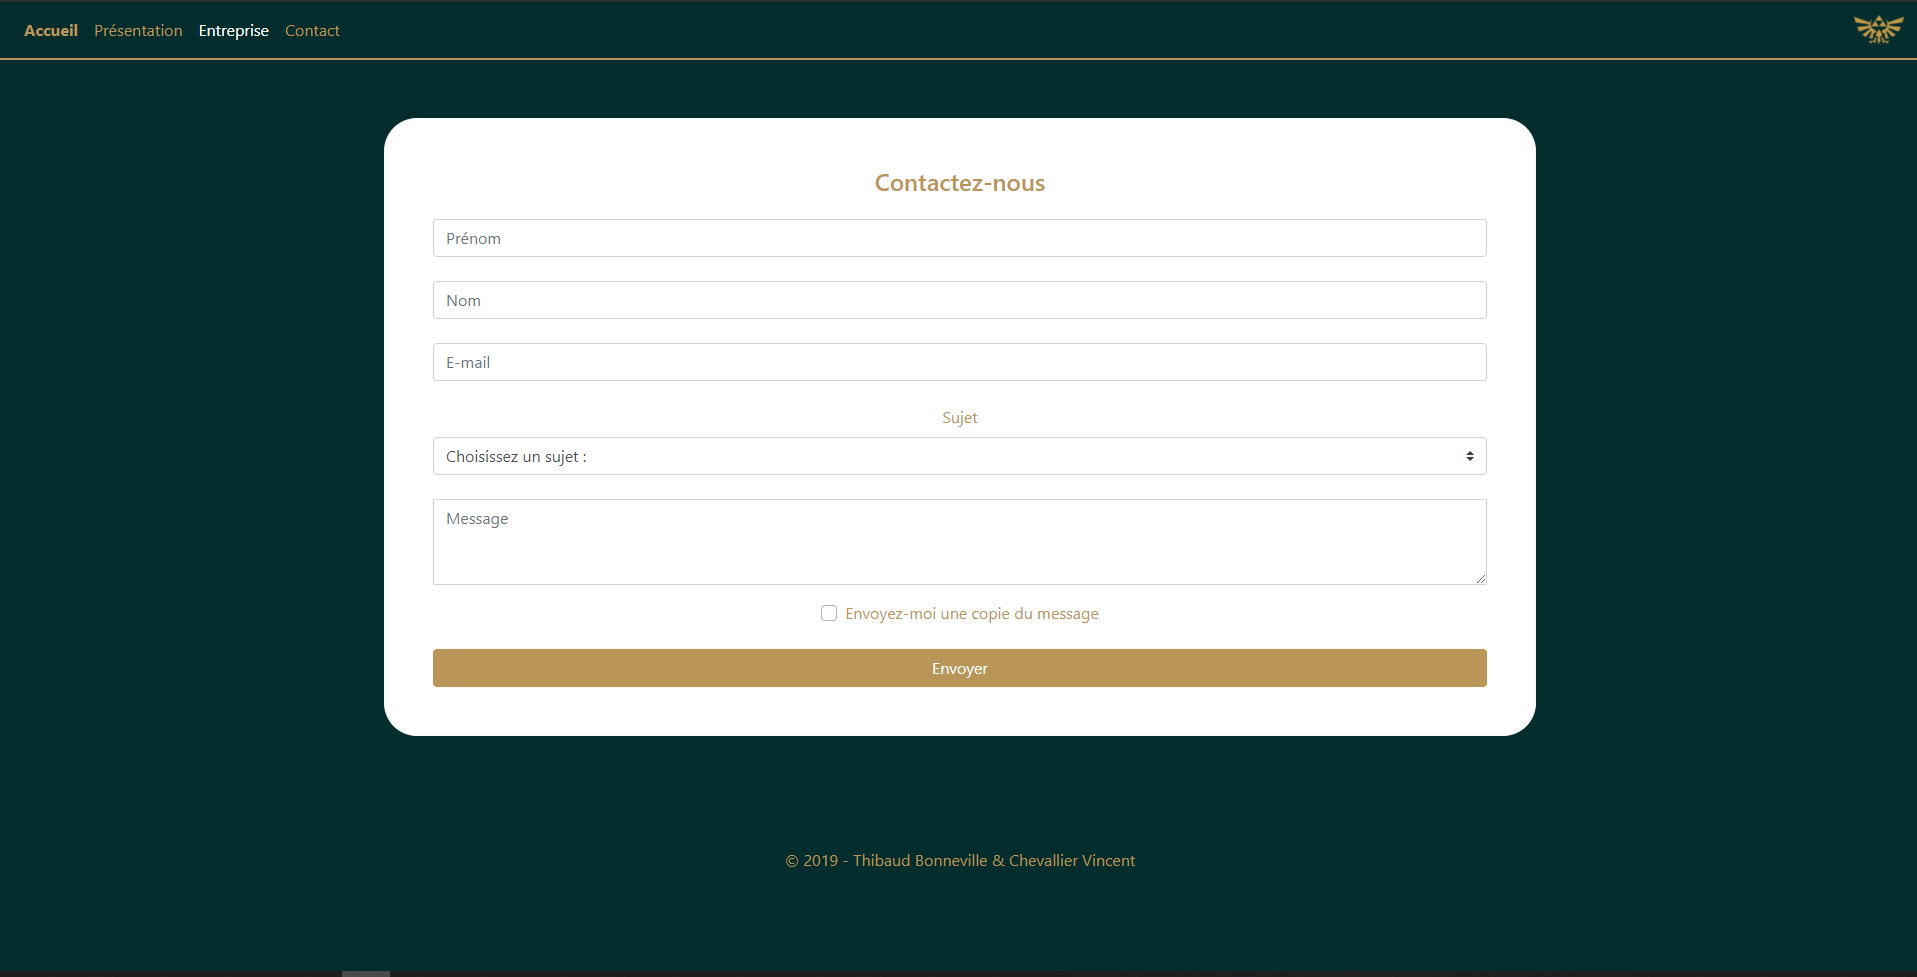 Accueil Présentation Entreprise Contact
Contactez-nous
Prénom
Nom
E-mail
Sujet
Choisissez un sujet :
Message
Envoyez-moi une copie du message
Envoyer
© 2019 - Thibaud Bonneville & Chevallier Vincent